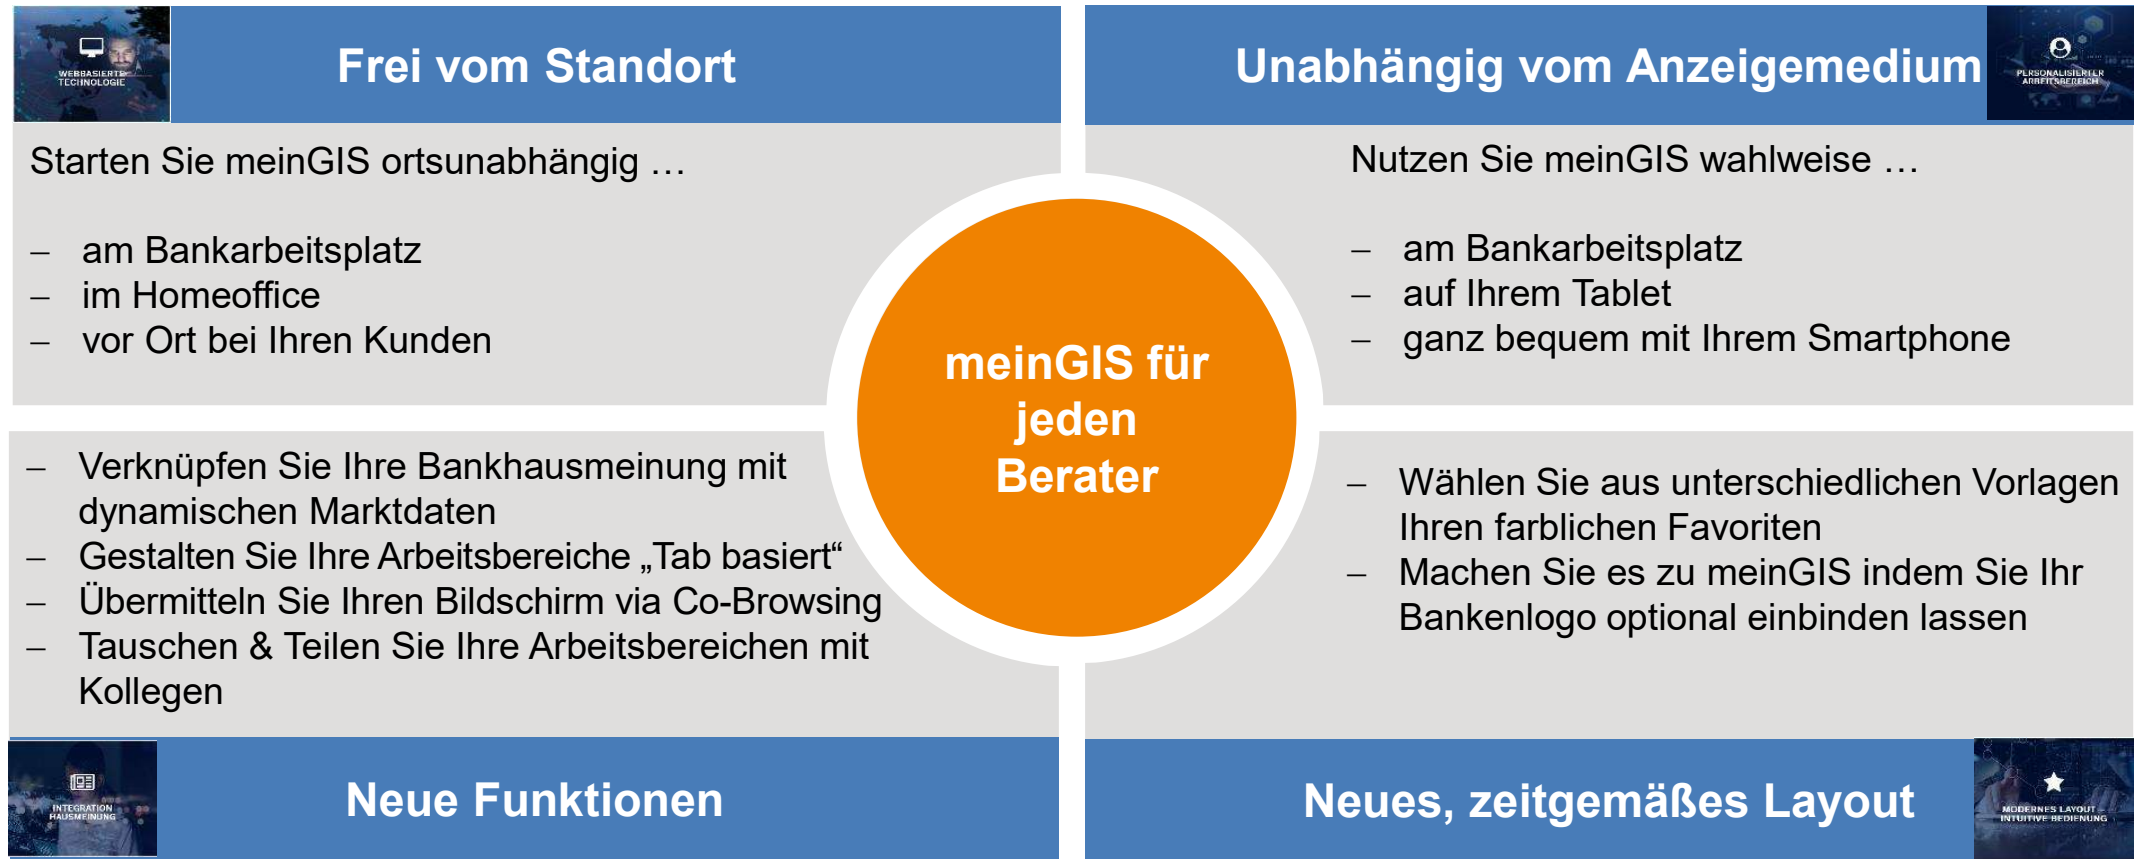 WEBBASIERTE
TECHNOLOGIE
Frei vom Standort
Starten Sie meinGIS ortsunabhängig …
– am Bankarbeitsplatz
– im Homeoffice
– vor Ort bei Ihren Kunden
Unabhängig vom Anzeigemedium
PERSONALISIERTER
ARBEITSBEREICH
Nutzen Sie meinGIS wahlweise …
– am Bankarbeitsplatz
– auf Ihrem Tablet
– ganz bequem mit Ihrem Smartphone
meinGIS für
jeden
Berater
– Verknüpfen Sie Ihre Bankhausmeinung mit
dynamischen Marktdaten
– Gestalten Sie Ihre Arbeitsbereiche „Tab basiert“
– Übermitteln Sie Ihren Bildschirm via Co-Browsing
– Tauschen & Teilen Sie Ihre Arbeitsbereichen mit
Kollegen
INTEGRATION
HAUSMEINUNG
Neue Funktionen
– Wählen Sie aus unterschiedlichen Vorlagen
Ihren farblichen Favoriten
– Machen Sie es zu meinGIS indem Sie Ihr
Bankenlogo optional einbinden lassen
Neues, zeitgemäßes Layout
MODERNES LAYOUT
INTUITIVE BEDIENUNG